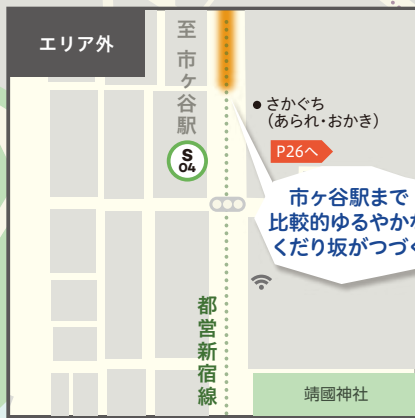 エリア外
至 市ヶ谷駅
S
04
さかぐち
(あられ・おかき)
P26へ
市ヶ谷駅まで
比較的ゆるやかな
くだり坂がつづく
都営新宿線
靖國神社